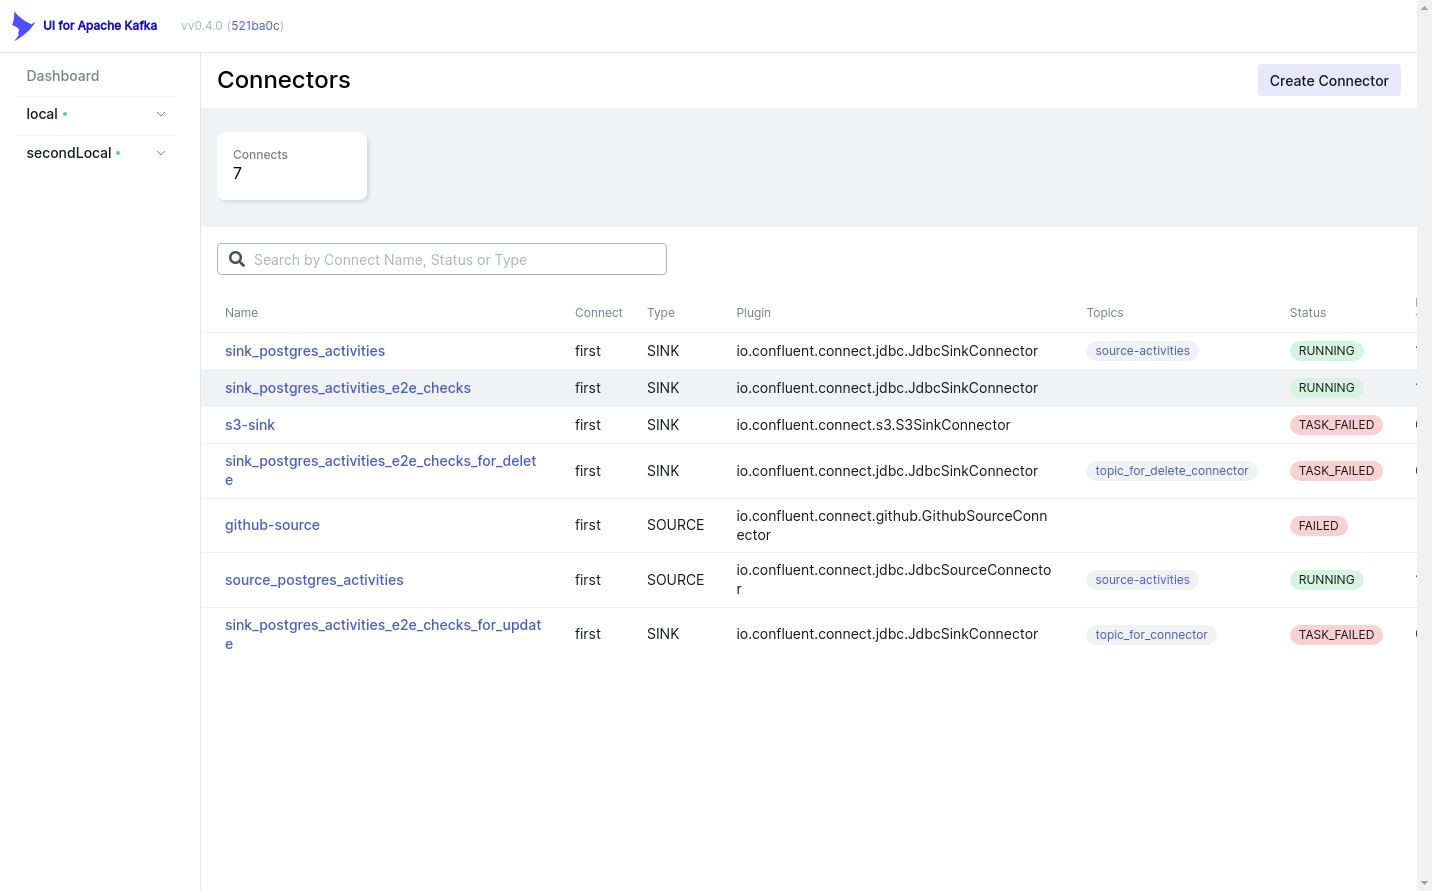 UI for Apache Kafka vv0.4.0 (521ba0c)
Dashboard
local
secondLocal
Connectors
Create Connector
Connects
7
Search by Connect Name, Status or Type
Name Connect Type Plugin Topics Status
sink_postgres_activities first SINK io.confluent.connect.jdbc.JdbcSinkConnector source-activities RUNNING
sink_postgres_activities_e2e_checks first SINK io.confluent.connect.jdbc.JdbcSinkConnector RUNNING
s3-sink first SINK io.confluent.connect.s3.S3SinkConnector TASK_FAILED
sink_postgres_activities_e2e_checks_for_delet
e first SINK io.confluent.connect.jdbc.JdbcSinkConnector topic_for_delete_connector TASK_FAILED
github-source first SOURCE io.confluent.connect.github.GithubSourceConn
ector FAILED
source_postgres_activities first SOURCE io.confluent.connect.jdbc.JdbcSourceConnecto
r source-activities RUNNING
sink_postgres_activities_e2e_checks_for_updat
e first SINK io.confluent.connect.jdbc.JdbcSinkConnector topic_for_connector TASK_FAILED